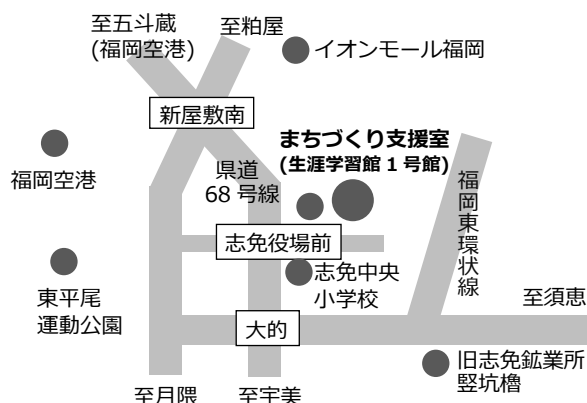 至五斗蔵
(福岡空港)
至粕屋
イオンモール福岡
新屋敷南
まちづくり支援室
(生涯学習館 1 号館)
福岡空港
県道
68 号線
福岡東環状線
志免役場前
志免中央
小学校
東平尾
運動公園
至須恵
大的
旧志免鉱業所
竪坑櫓
至月隈
至宇美